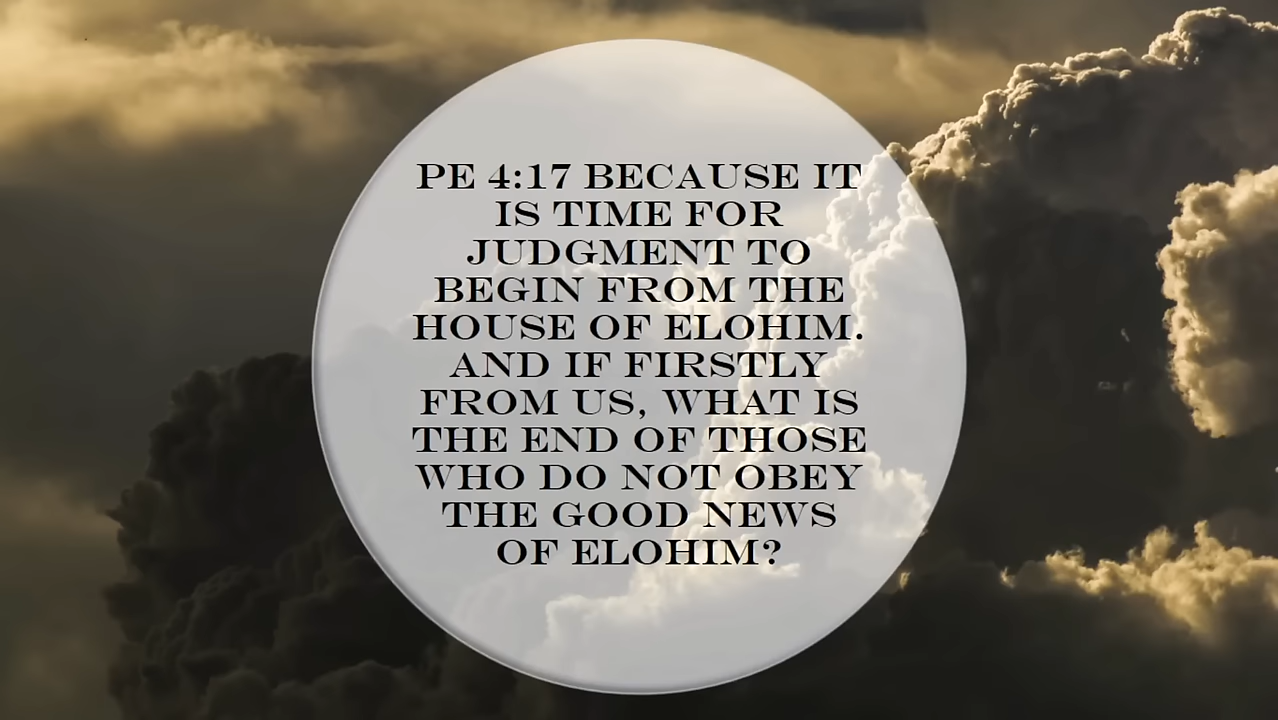 PE 4:17 BECAUSE IT
IS TIME FOR
JUDGMENT TO
BEGIN FROM THE
HOUSE OF ELOHIM.
AND IF FIRSTLY
FROM US, WHAT IS
THE END OF THOSE
WHO DO NOT OBEY
THE GOOD NEWS
OF ELOHIM?